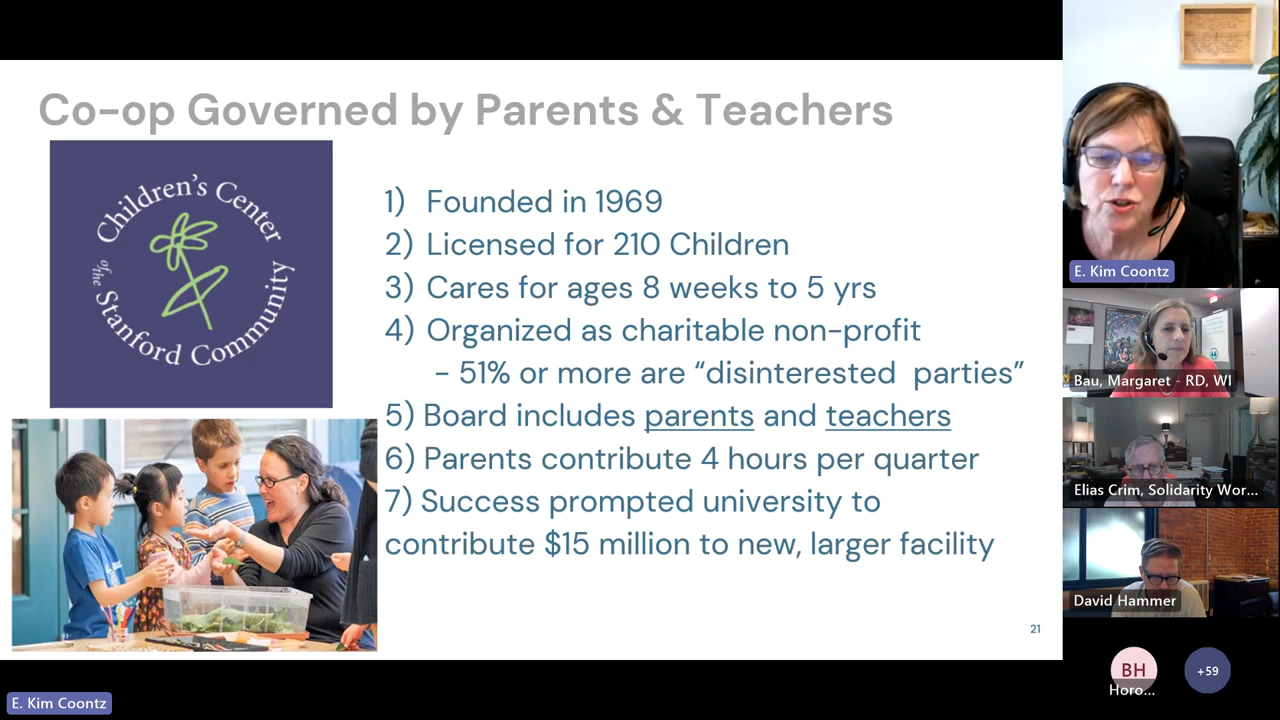 Co-op Governed by Parents & Teachers
Children's Center
of the
Stanford Community
1) Founded in 1969
2) Licensed for 210 Children
3) Cares for ages 8 weeks to 5 yrs
4) Organized as charitable non-profit
- 51% or more are “disinterested parties”
5) Board includes parents and teachers
6) Parents contribute 4 hours per quarter
7) Success prompted university to
contribute $15 million to new, larger facility
21
E. Kim Coontz
E. Kim Coontz
Bau, Margaret - RD, WI
Elias Crim, Solidarity Wor...
David Hammer
BH
Horo...
+59